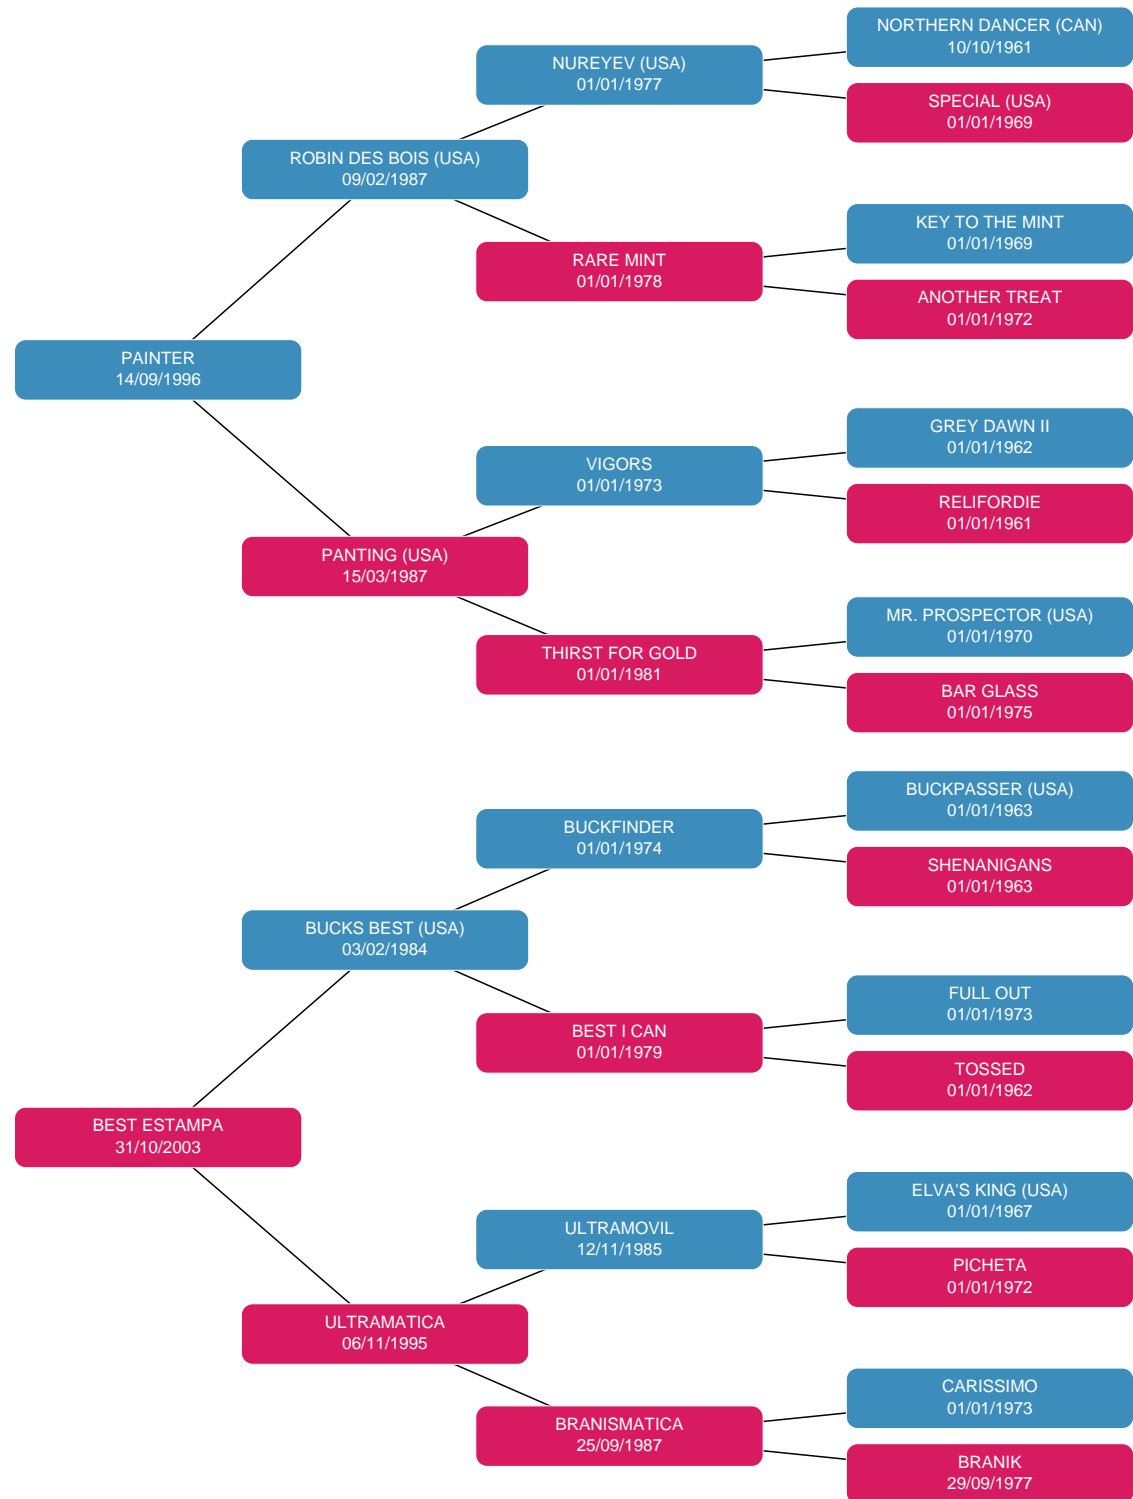 NORTHERN DANCER (CAN)
10/10/1961
NUREYEV (USA)
01/01/1977
SPECIAL (USA)
01/01/1969
ROBIN DES BOIS (USA)
09/02/1987
KEY TO THE MINT
01/01/1969
RARE MINT
01/01/1978
ANOTHER TREAT
01/01/1972
PAINTER
14/09/1996
GREY DAWN II
01/01/1962
VIGORS
01/01/1973
RELIFORDIE
01/01/1961
PANTING (USA)
15/03/1987
MR. PROSPECTOR (USA)
01/01/1970
THIRST FOR GOLD
01/01/1981
BAR GLASS
01/01/1975
BUCKPASSER (USA)
01/01/1963
BUCKFINDER
01/01/1974
SHENANIGANS
01/01/1963
BUCKS BEST (USA)
03/02/1984
FULL OUT
01/01/1973
BEST I CAN
01/01/1979
TOSSED
01/01/1962
BEST ESTAMPA
31/10/2003
ELVA'S KING (USA)
01/01/1967
ULTRAMOVIL
12/11/1985
PICHETA
01/01/1972
ULTRAMATICA
06/11/1995
CARISSIMO
01/01/1973
BRANISMATICA
25/09/1987
BRANIK
29/09/1977